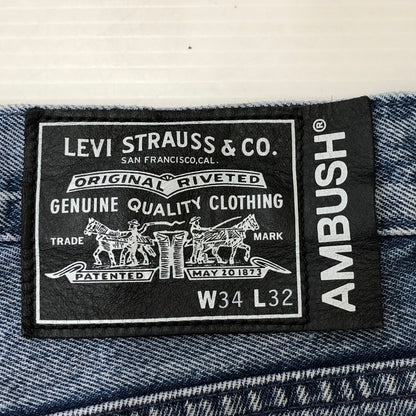 LEVI STRAUSS & CO.
SAN FRANCISCO, CAL.
ORIGINAL RIVETED
GENUINE QUALITY CLOTHING
TRADE MARK
PATENTED MAY 20 1873
W34 L32
AMBUSH®